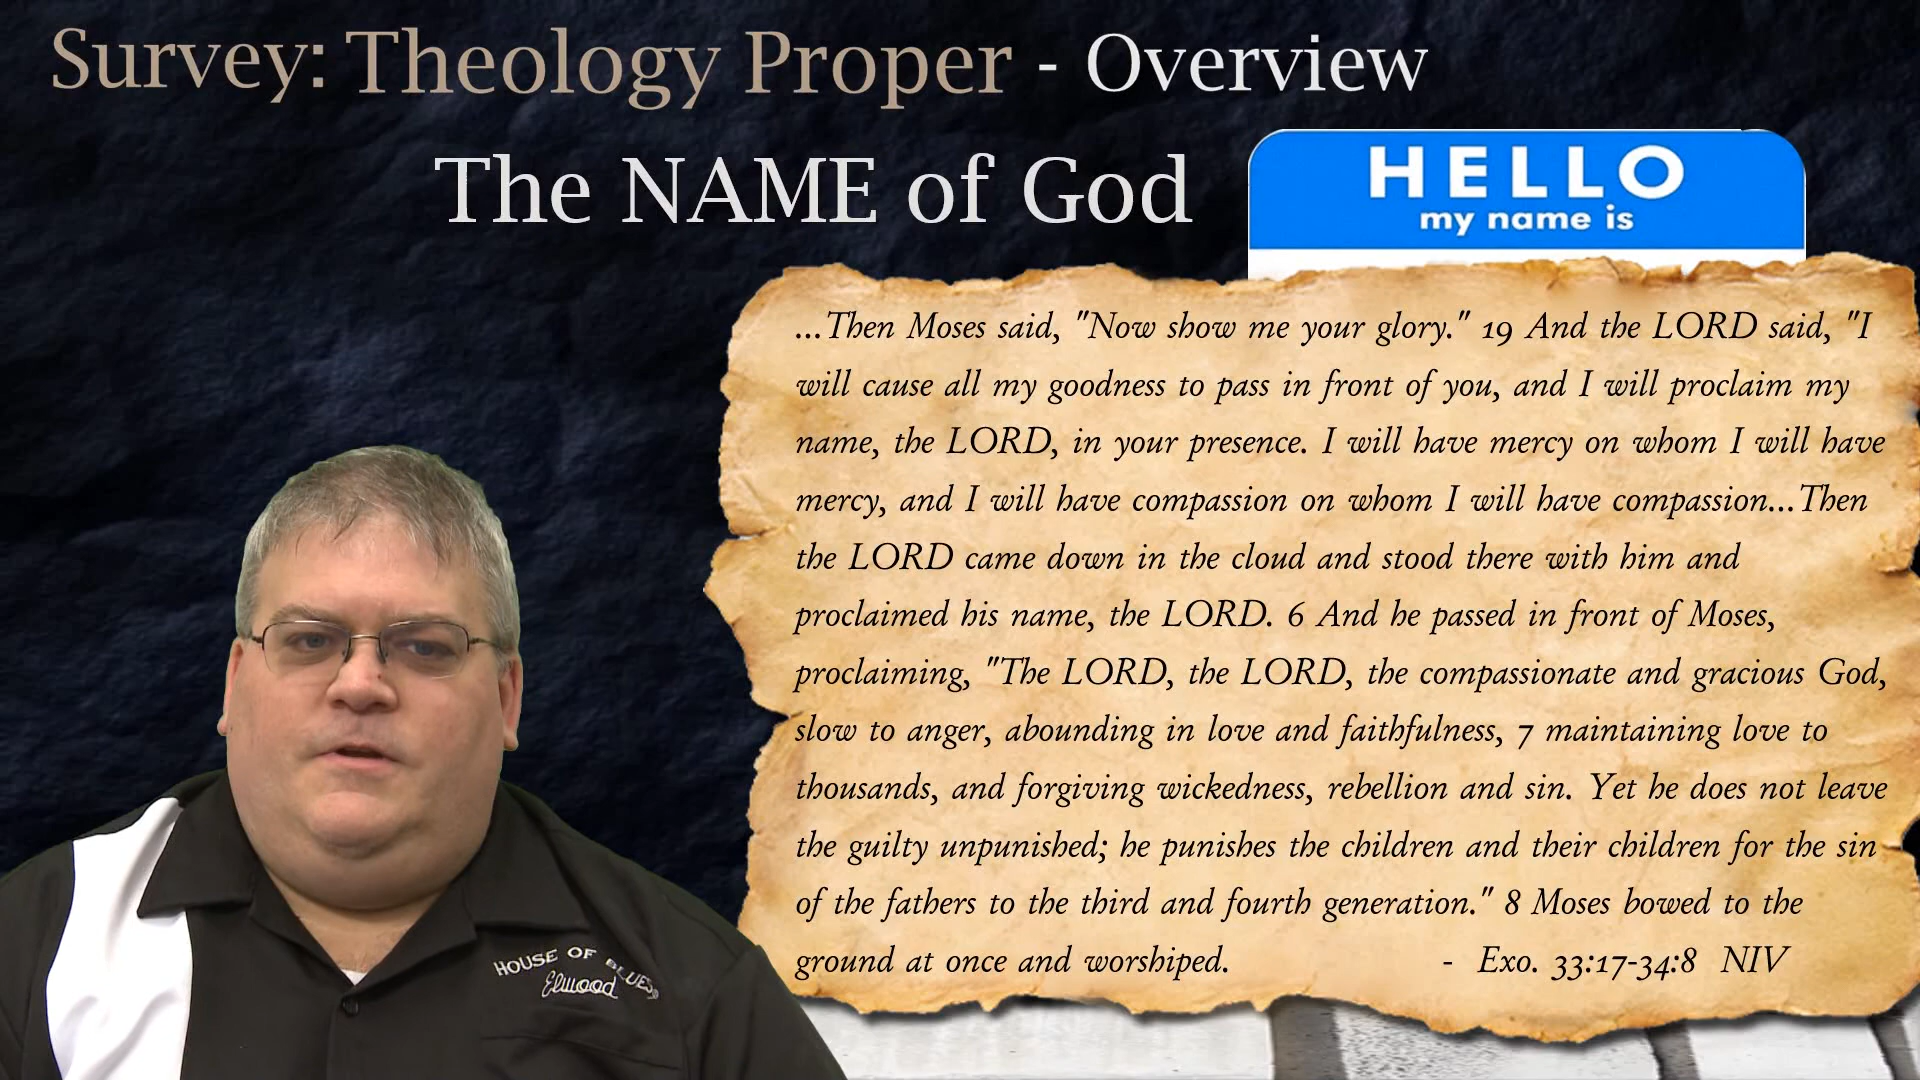 Survey: Theology Proper - Overview
The NAME of God
HELLO
my name is
...Then Moses said, "Now show me your glory." 19 And the LORD said, "I
will cause all my goodness to pass in front of you, and I will proclaim my
name, the LORD, in your presence. I will have mercy on whom I will have
mercy, and I will have compassion on whom I will have compassion...Then
the LORD came down in the cloud and stood there with him and
proclaimed his name, the LORD. 6 And he passed in front of Moses,
proclaiming, "The LORD, the LORD, the compassionate and gracious God,
slow to anger, abounding in love and faithfulness, 7 maintaining love to
thousands, and forgiving wickedness, rebellion and sin. Yet he does not leave
the guilty unpunished; he punishes the children and their children for the sin
of the fathers to the third and fourth generation." 8 Moses bowed to the
ground at once and worshiped. - Exo. 33:17-34:8 NIV
HOUSE OF BLUES
Elwood